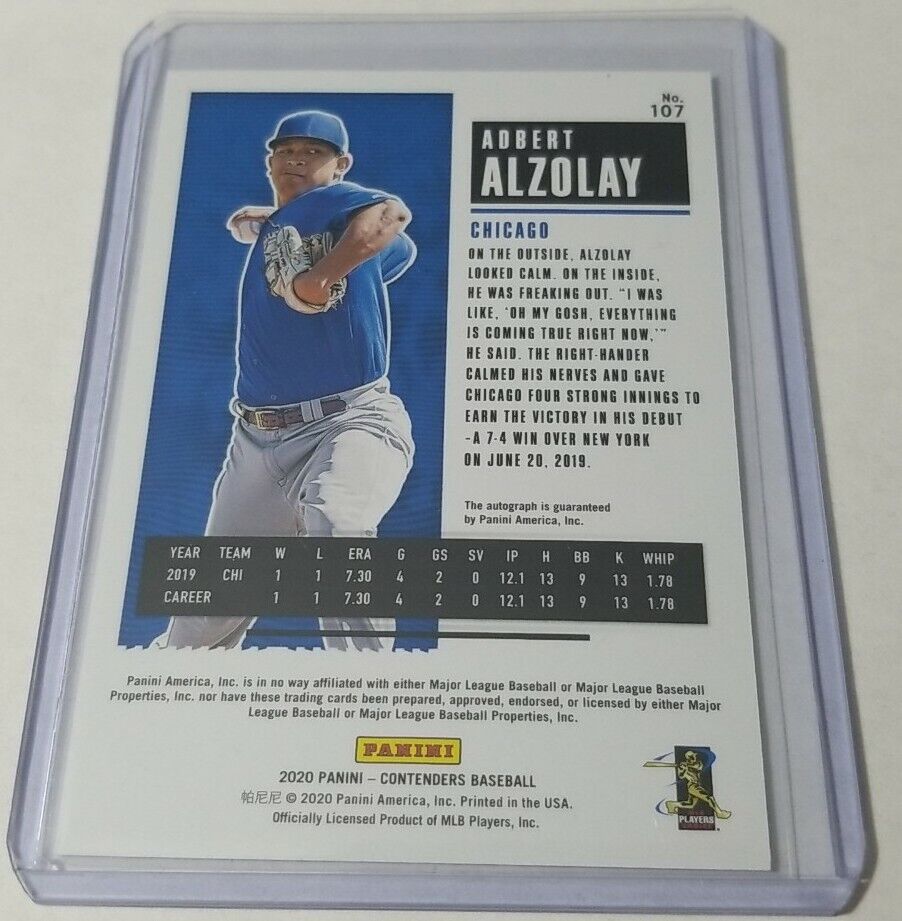 No.
107
ADBERT
ALZOLAY
CHICAGO
ON THE OUTSIDE, ALZOLAY
LOOKED CALM. ON THE INSIDE,
HE WAS FREAKING OUT. “I WAS
LIKE, ‘OH MY GOSH, EVERYTHING
IS COMING TRUE RIGHT NOW,’”
HE SAID. THE RIGHT-HANDER
CALMED HIS NERVES AND GAVE
CHICAGO FOUR STRONG INNINGS TO
EARN THE VICTORY IN HIS DEBUT
-A 7-4 WIN OVER NEW YORK
ON JUNE 20, 2019.
The autograph is guaranteed
by Panini America, Inc.
YEAR TEAM W L ERA G GS SV IP H BB K WHIP
2019 CHI 1 1 7.30 4 2 0 12.1 13 9 13 1.78
CAREER 1 1 7.30 4 2 0 12.1 13 9 13 1.78
Panini America, Inc. is in no way affiliated with either Major League Baseball or Major League Baseball
Properties, Inc. nor have these trading cards been prepared, approved, endorsed, or licensed by either Major
League Baseball or Major League Baseball Properties, Inc.
PANINI
2020 PANINI – CONTENDERS BASEBALL
帕尼尼 © 2020 Panini America, Inc. Printed in the USA.
Officially Licensed Product of MLB Players, Inc.
PLAYERS